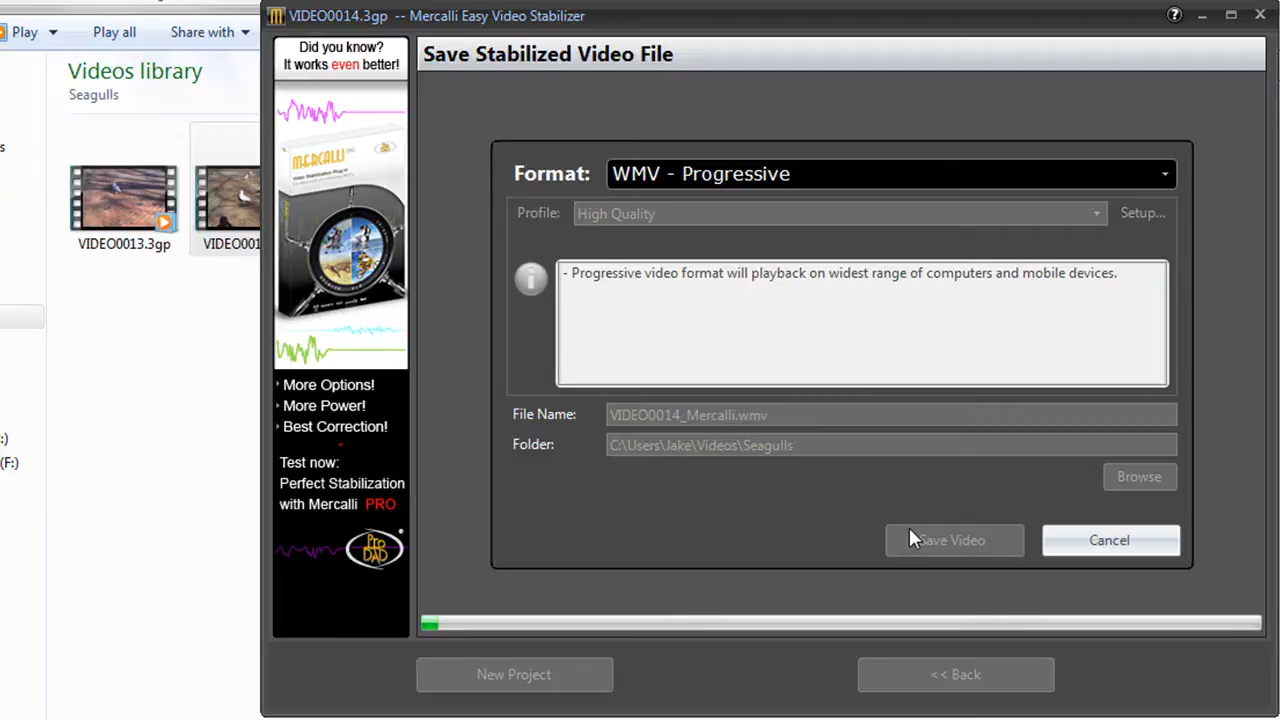 VIDEO0014.3gp -- Mercalli Easy Video Stabilizer
Play
Play all
Share with
Videos library
Seagulls
VIDEO0013.3gp
VIDEO001
s
:)
(F:)
Did you know?
It works even better!
MERCALLI
More Options!
More Power!
Best Correction!
Test now:
Perfect Stabilization
with Mercalli PRO
PRO
DAD
Save Stabilized Video File
Format: WMV - Progressive
Profile: High Quality Setup...
- Progressive video format will playback on widest range of computers and mobile devices.
File Name: VIDEO0014_Mercalli.wmv
Folder: C:\Users\Jake\Videos\Seagulls
Browse
Save Video Cancel
New Project << Back